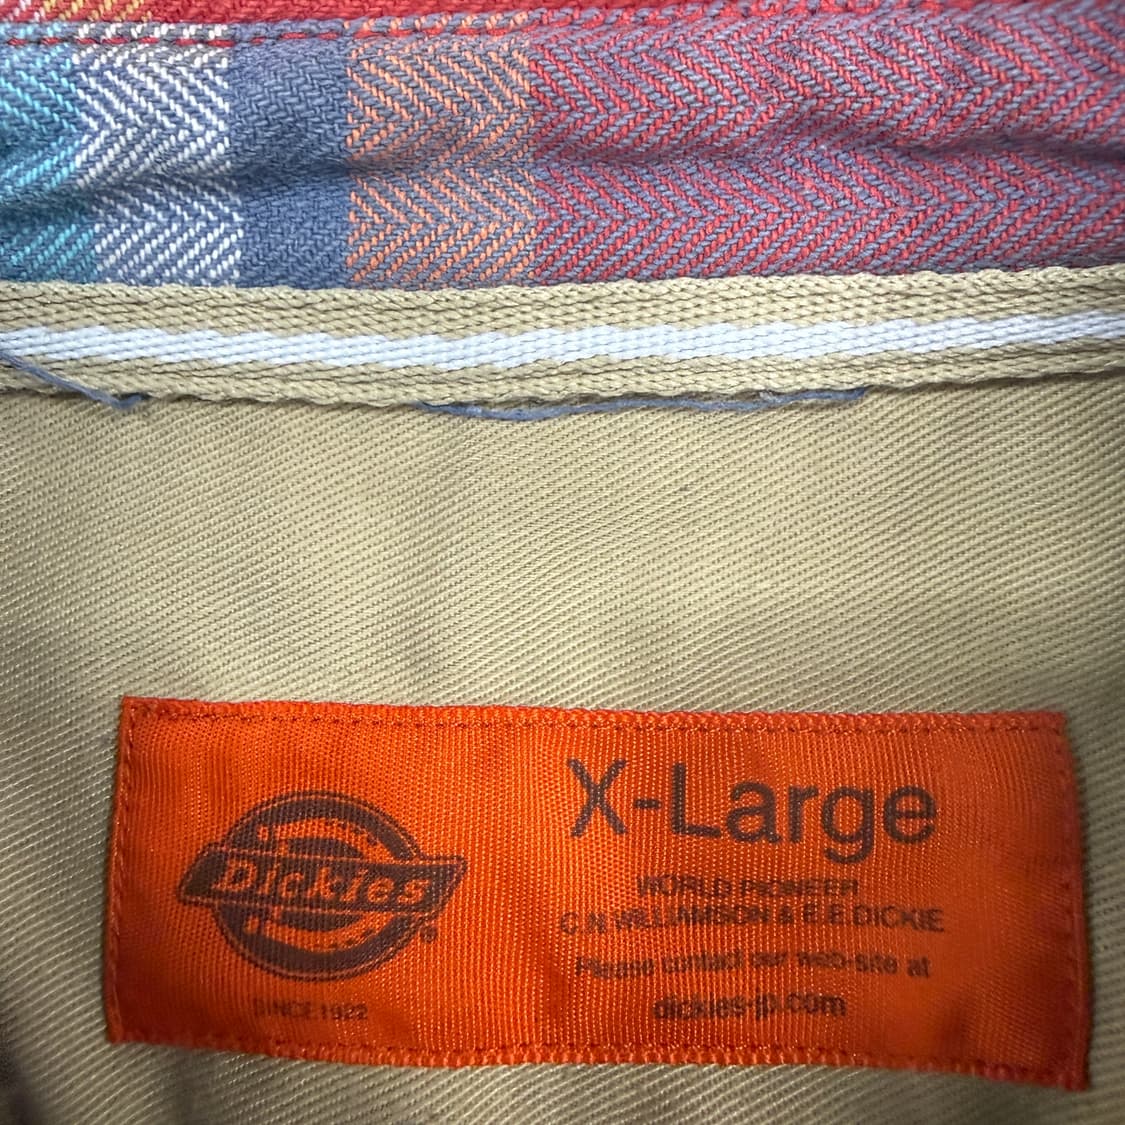 Dickies®
SINCE 1922
X-Large
WORLD PIONEER
C.N WILLIAMSON & E.E.DICKIE
Please contact our web-site at
dickies-jp.com